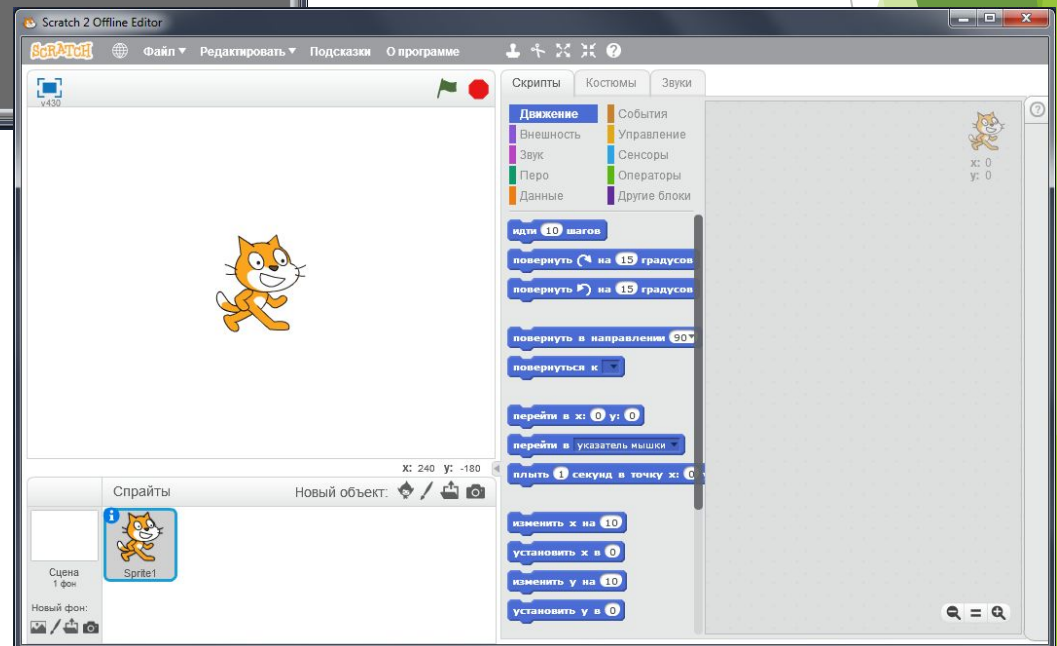 Scratch 2 Offline Editor
SCRATCH Файл Редактировать Подсказки О программе
v430
Скрипты Костюмы Звуки
Движение События
Внешность Управление
Звук Сенсоры
Перо Операторы
Данные Другие блоки
x: 0
y: 0
идти 10 шагов
повернуть на 15 градусов
повернуть на 15 градусов
повернуть в направлении 90
повернуться к
перейти в x: 0 y: 0
перейти в указатель мышки
плыть 1 секунд в точку x: 0
изменить x на 10
установить x в 0
изменить y на 10
установить y в 0
X: 240 Y: -180
Спрайты Новый объект:
Sprite1
Сцена
1 фон
Новый фон: